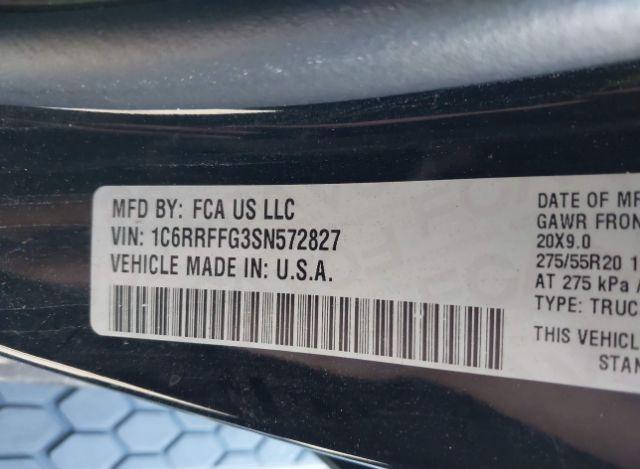 MFD BY: FCA US LLC
VIN: 1C6RRFFG3SN572827
VEHICLE MADE IN: U.S.A.
DATE OF MF
GAWR FRON
20X9.0
275/55R20 1
AT 275 kPa /
TYPE: TRUC
THIS VEHICL
STAN